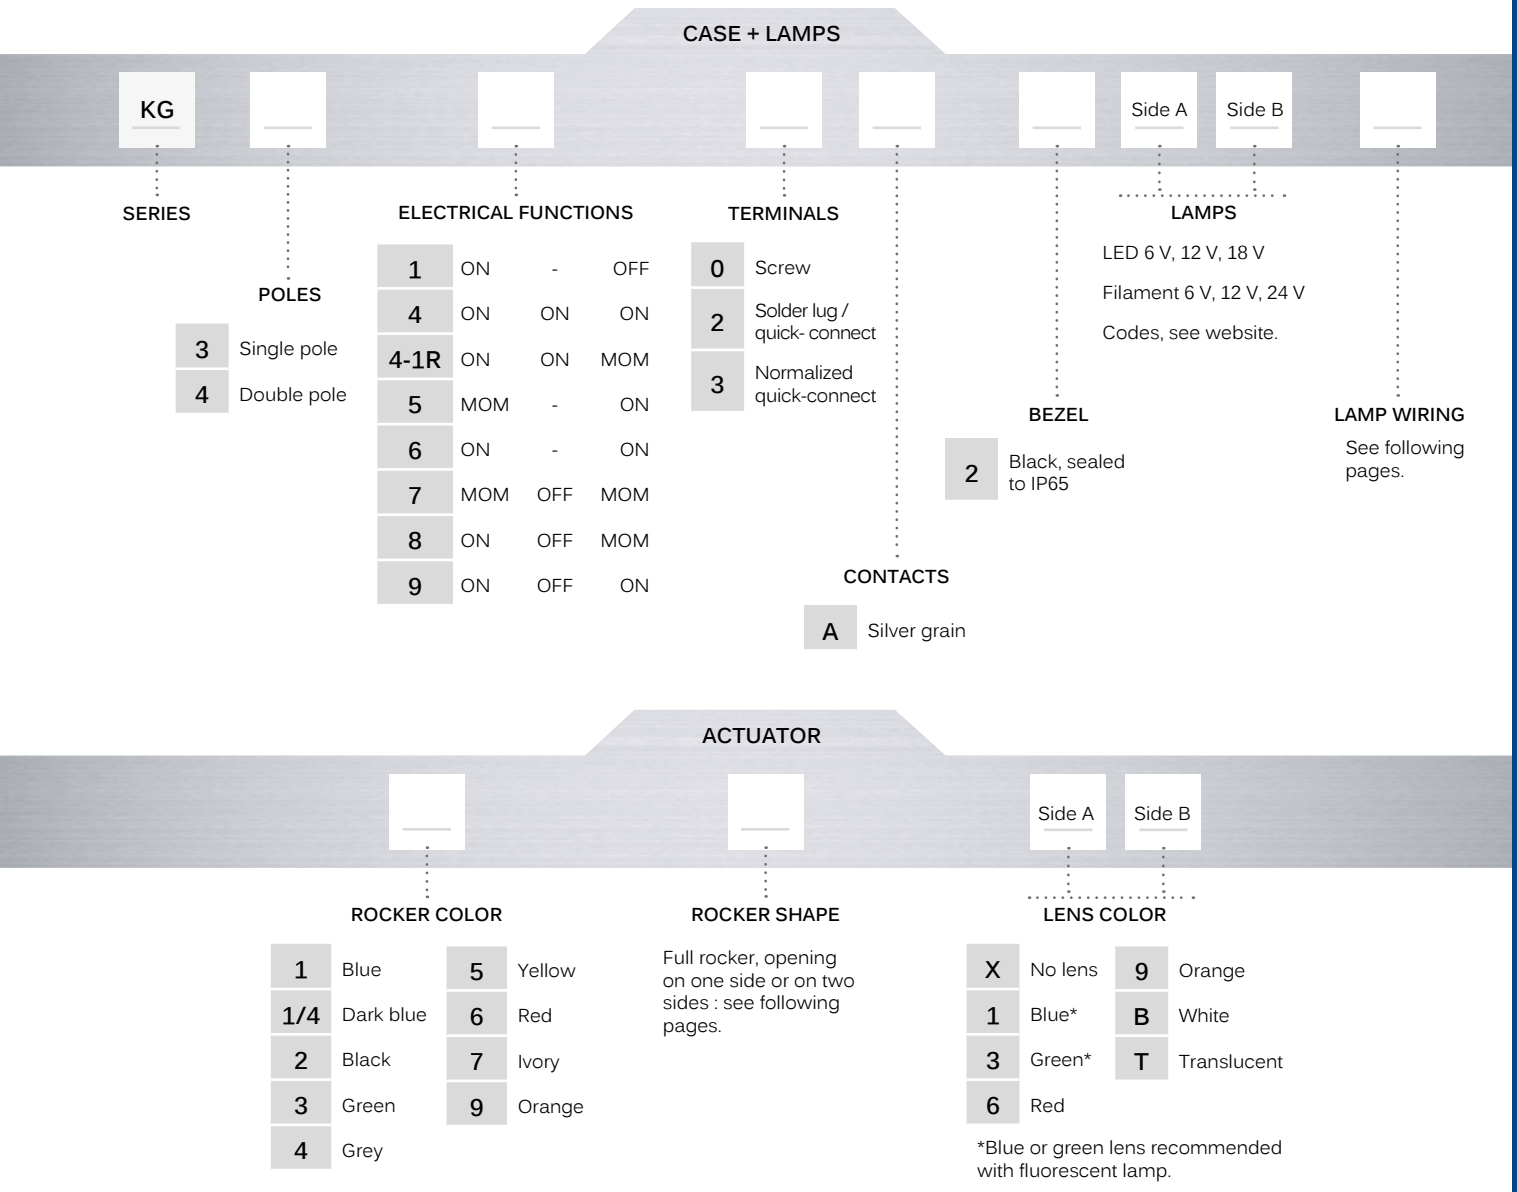 CASE + LAMPS
KG
Side A
Side B
SERIES
POLES
3 Single pole
4 Double pole
ELECTRICAL FUNCTIONS
1 ON - OFF
4 ON ON ON
4-1R ON ON MOM
5 MOM - ON
6 ON - ON
7 MOM OFF MOM
8 ON OFF MOM
9 ON OFF ON
TERMINALS
0 Screw
2 Solder lug /
quick- connect
3 Normalized
quick-connect
CONTACTS
A Silver grain
BEZEL
2 Black, sealed
to IP65
LAMPS
LED 6 V, 12 V, 18 V
Filament 6 V, 12 V, 24 V
Codes, see website.
LAMP WIRING
See following
pages.
ACTUATOR
Side A
Side B
ROCKER COLOR
1 Blue
1/4 Dark blue
2 Black
3 Green
4 Grey
5 Yellow
6 Red
7 Ivory
9 Orange
ROCKER SHAPE
Full rocker, opening
on one side or on two
sides : see following
pages.
LENS COLOR
X No lens
1 Blue*
3 Green*
6 Red
9 Orange
B White
T Translucent
*Blue or green lens recommended
with fluorescent lamp.